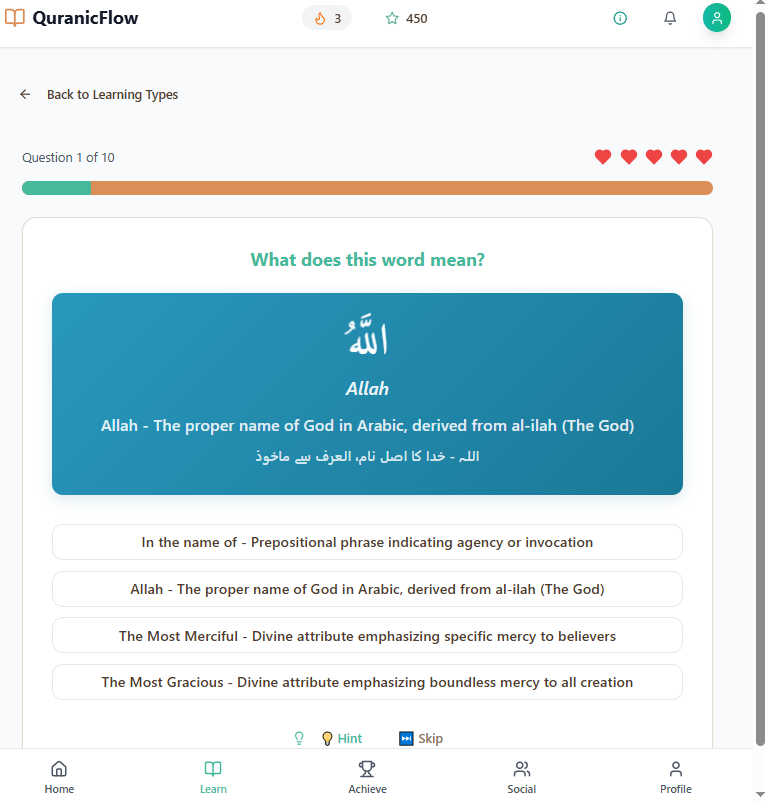 QuranicFlow
3
450
Back to Learning Types
Question 1 of 10
What does this word mean?
اللَّهُ
Allah
Allah - The proper name of God in Arabic, derived from al-ilah (The God)
اللہ - خدا کا اصل نام، العرف سے ماخوذ
In the name of - Prepositional phrase indicating agency or invocation
Allah - The proper name of God in Arabic, derived from al-ilah (The God)
The Most Merciful - Divine attribute emphasizing specific mercy to believers
The Most Gracious - Divine attribute emphasizing boundless mercy to all creation
Hint Skip
Home Learn Achieve Social Profile